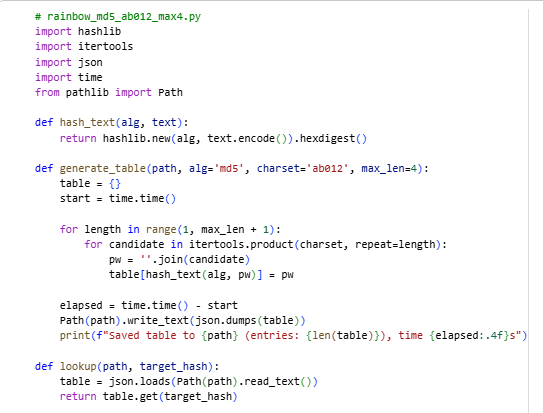 # rainbow_md5_ab012_max4.py
import hashlib
import itertools
import json
import time
from pathlib import Path

def hash_text(alg, text):
    return hashlib.new(alg, text.encode()).hexdigest()

def generate_table(path, alg='md5', charset='ab012', max_len=4):
    table = {}
    start = time.time()

    for length in range(1, max_len + 1):
        for candidate in itertools.product(charset, repeat=length):
            pw = ''.join(candidate)
            table[hash_text(alg, pw)] = pw

    elapsed = time.time() - start
    Path(path).write_text(json.dumps(table))
    print(f"Saved table to {path} (entries: {len(table)}), time {elapsed:.4f}s")

def lookup(path, target_hash):
    table = json.loads(Path(path).read_text())
    return table.get(target_hash)